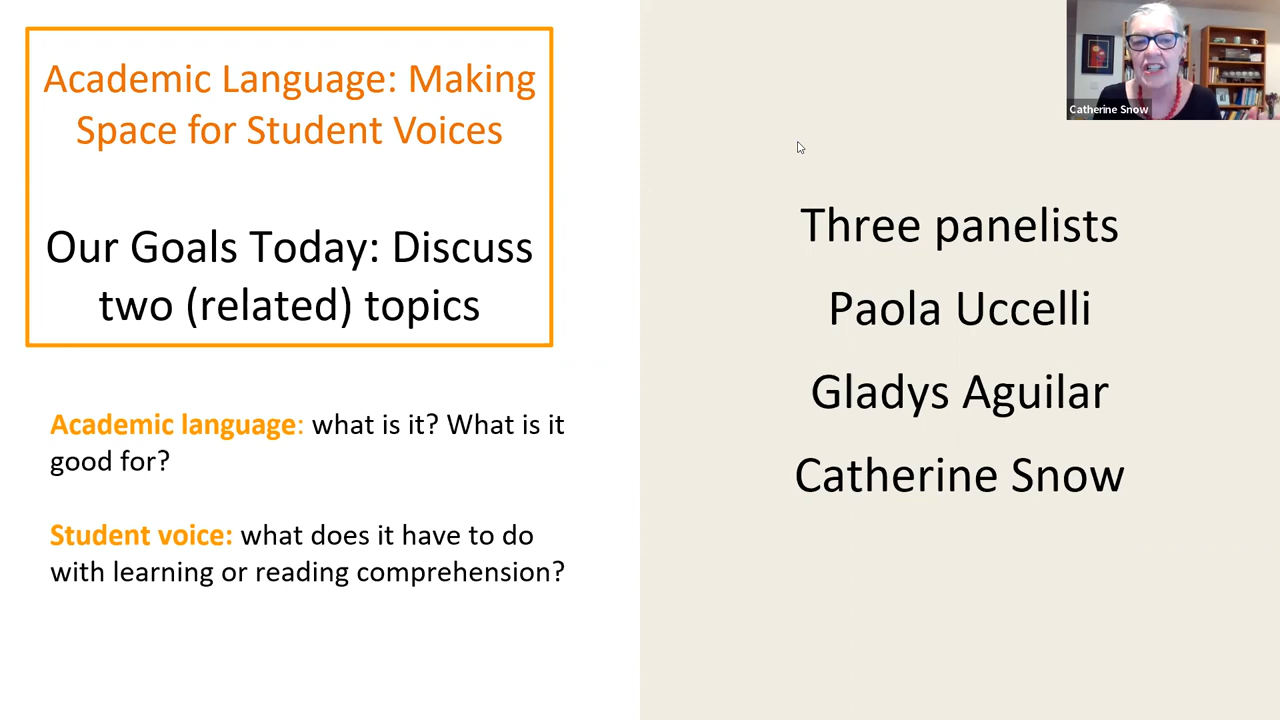 Academic Language: Making
Space for Student Voices
Our Goals Today: Discuss
two (related) topics
Academic language: what is it? What is it
good for?
Student voice: what does it have to do
with learning or reading comprehension?
Three panelists
Paola Uccelli
Gladys Aguilar
Catherine Snow
Catherine Snow